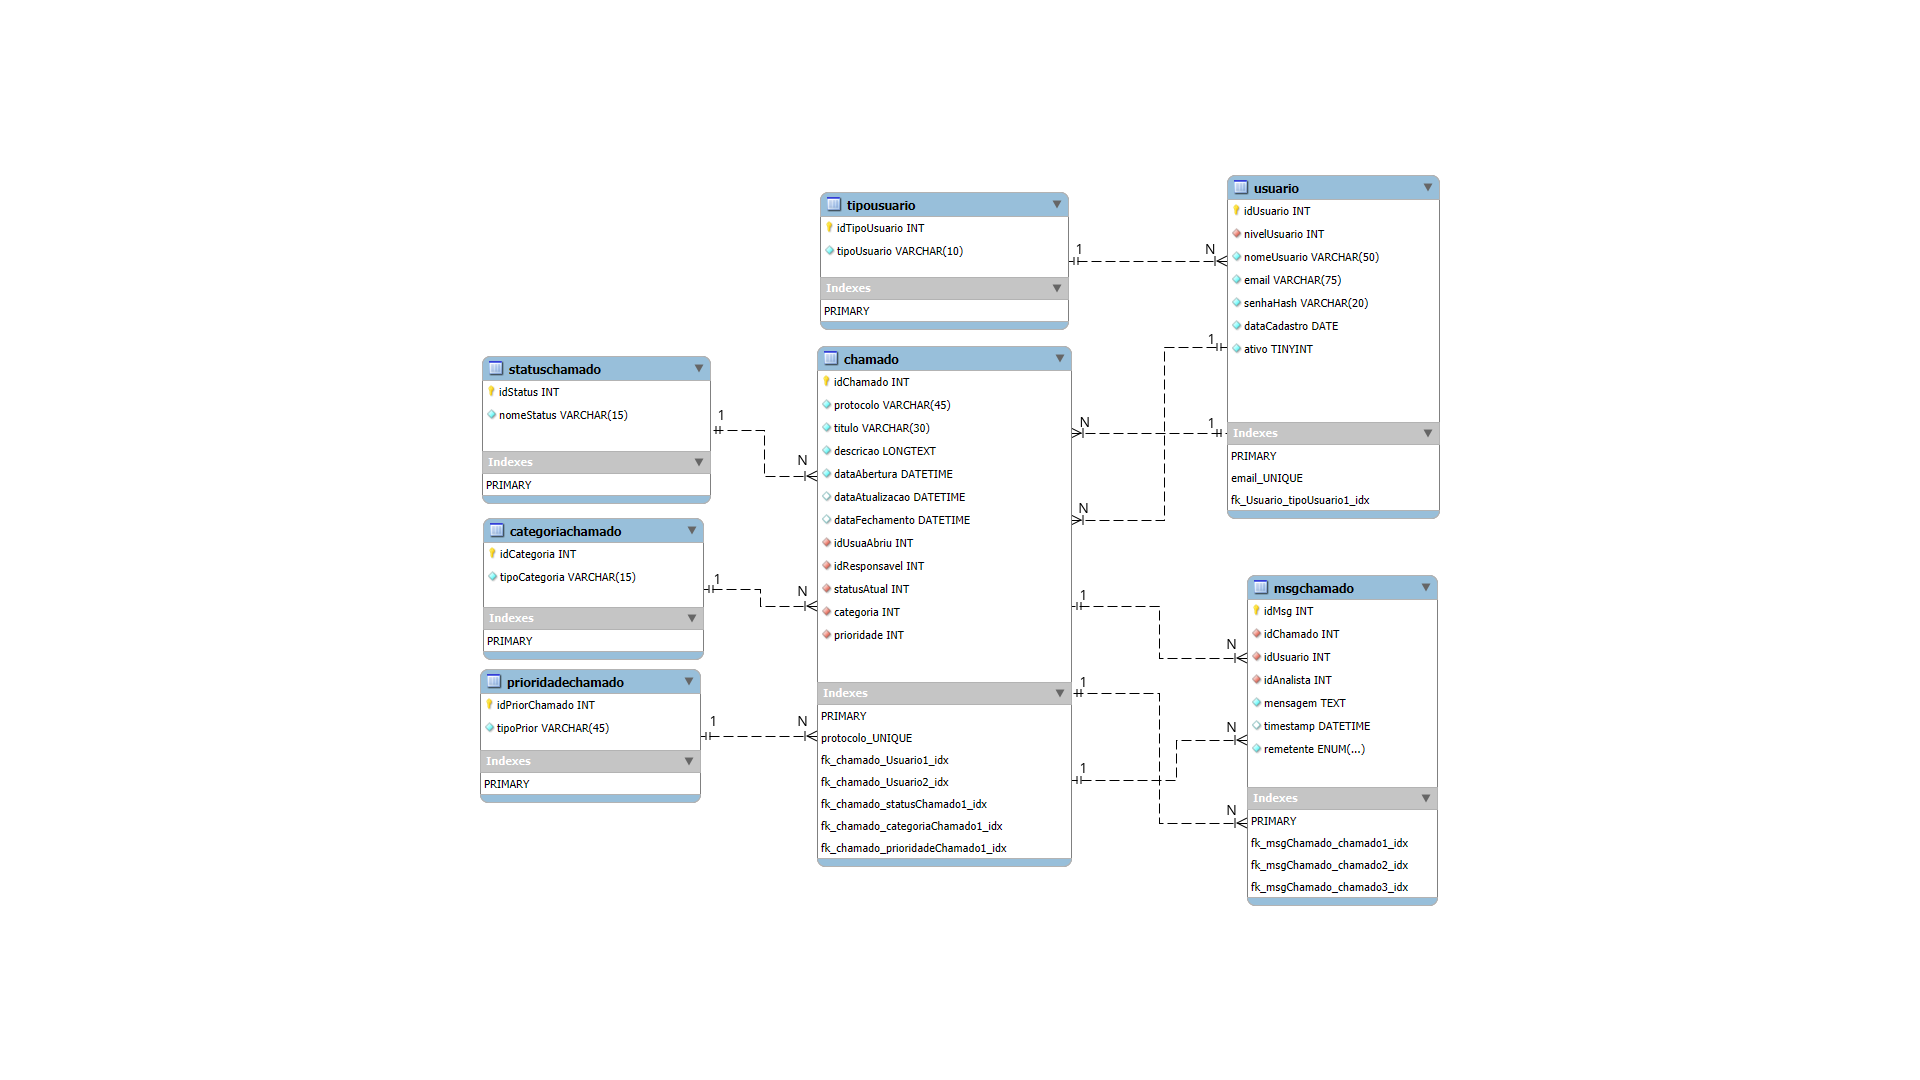 tipousuario
idTipoUsuario INT
tipoUsuario VARCHAR(10)
Indexes
PRIMARY
usuario
idUsuario INT
nivelUsuario INT
nomeUsuario VARCHAR(50)
email VARCHAR(75)
senhaHash VARCHAR(20)
dataCadastro DATE
ativo TINYINT
Indexes
PRIMARY
email_UNIQUE
fk_Usuario_tipoUsuario1_idx
1
N
1
1
N
N
statuschamado
idStatus INT
nomeStatus VARCHAR(15)
Indexes
PRIMARY
1
N
categoriachamado
idCategoria INT
tipoCategoria VARCHAR(15)
Indexes
PRIMARY
1
N
prioridadechamado
idPriorChamado INT
tipoPrior VARCHAR(45)
Indexes
PRIMARY
1
N
chamado
idChamado INT
protocolo VARCHAR(45)
titulo VARCHAR(30)
descricao LONGTEXT
dataAbertura DATETIME
dataAtualizacao DATETIME
dataFechamento DATETIME
idUsuaAbriu INT
idResponsavel INT
statusAtual INT
categoria INT
prioridade INT
Indexes
PRIMARY
protocolo_UNIQUE
fk_chamado_Usuario1_idx
fk_chamado_Usuario2_idx
fk_chamado_statusChamado1_idx
fk_chamado_categoriaChamado1_idx
fk_chamado_prioridadeChamado1_idx
1
N
1
N
1
N
msgchamado
idMsg INT
idChamado INT
idUsuario INT
idAnalista INT
mensagem TEXT
timestamp DATETIME
remetente ENUM(...)
Indexes
PRIMARY
fk_msgChamado_chamado1_idx
fk_msgChamado_chamado2_idx
fk_msgChamado_chamado3_idx